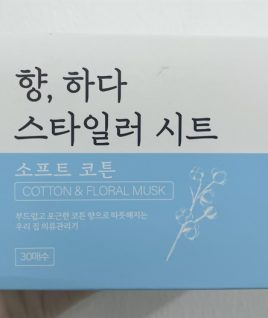 향, 하다
스타일러 시트
소프트 코튼
COTTON & FLORAL MUSK
부드럽고 포근한 코튼 향으로 따뜻해지는
우리 집 의류관리기
30매수